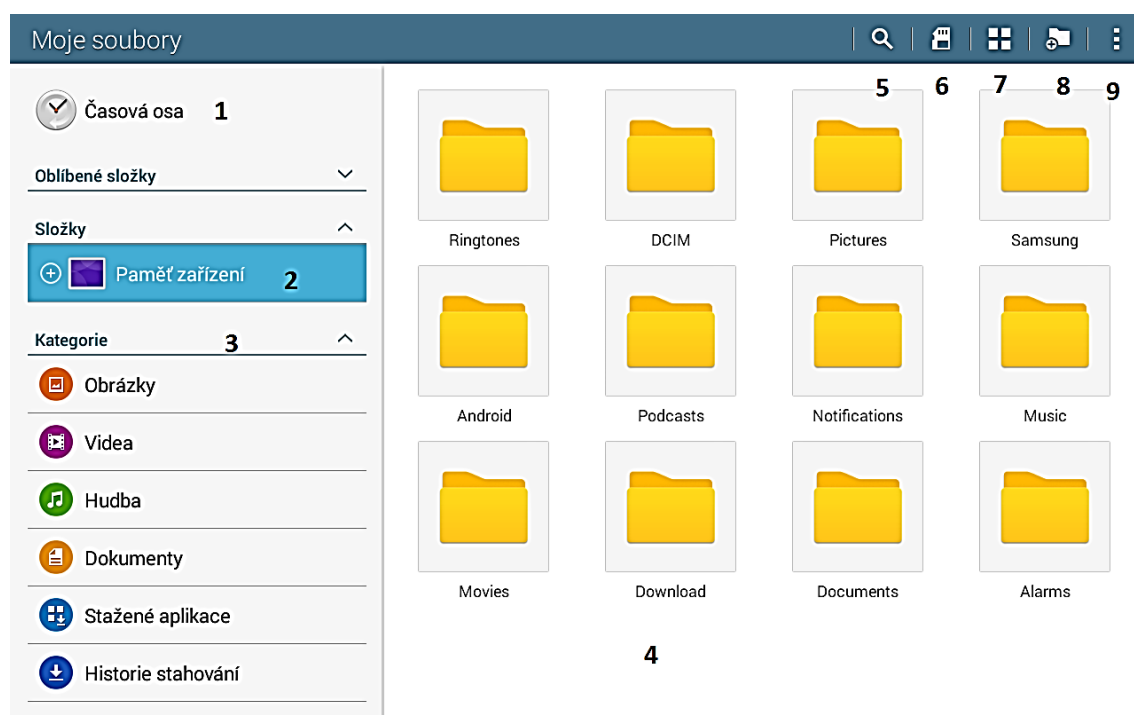 Moje soubory
5 6 7 8 9
Časová osa 1
Oblíbené složky
Složky
Paměť zařízení 2
Kategorie 3
Obrázky
Videa
Hudba
Dokumenty
Stažené aplikace
Historie stahování
Ringtones DCIM Pictures Samsung
Android Podcasts Notifications Music
Movies Download Documents Alarms
4